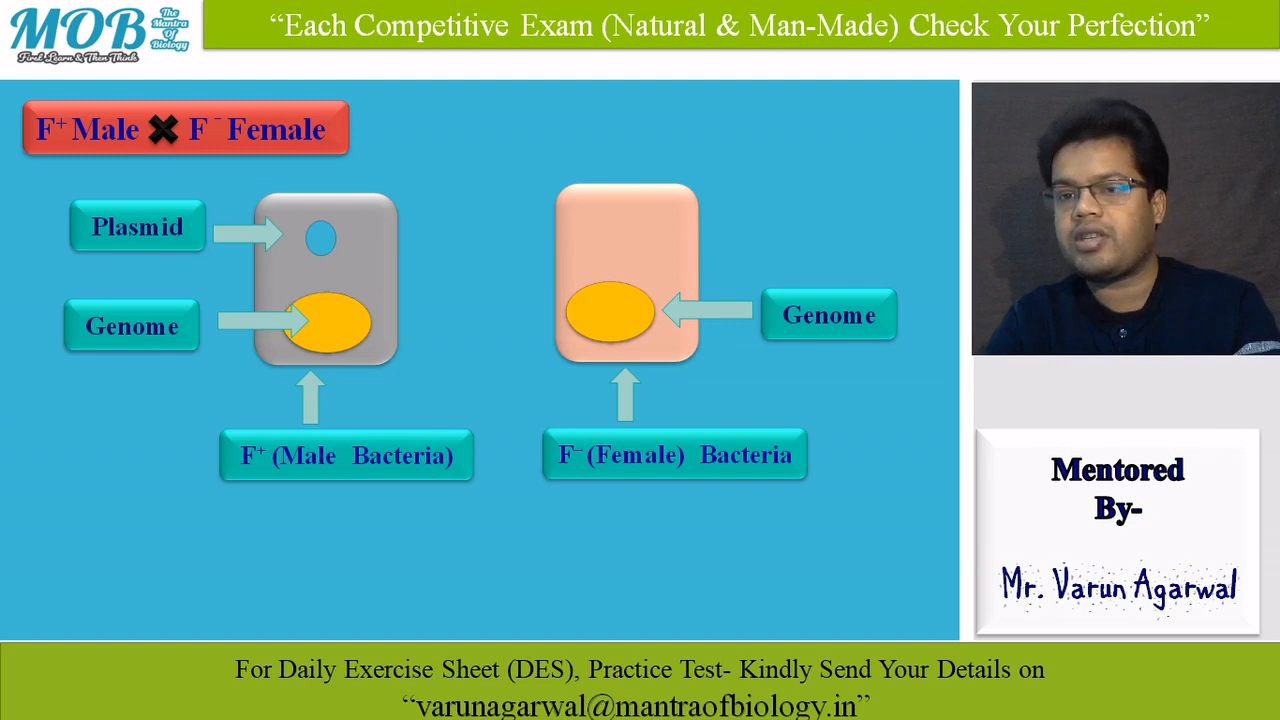 MOB
The
Mantra
Of
Biology
First Learn & Then Think
“Each Competitive Exam (Natural & Man-Made) Check Your Perfection”
F+ Male ✖ F - Female
Plasmid
Genome
Genome
F+ (Male Bacteria)
F– (Female) Bacteria
Mentored
By-
Mr. Varun Agarwal
For Daily Exercise Sheet (DES), Practice Test- Kindly Send Your Details on
“varunagarwal@mantraofbiology.in”